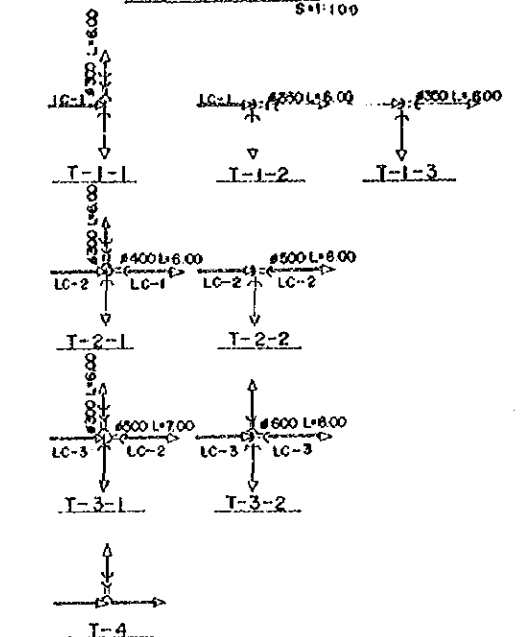 S=1:100
ø300 L=6.00
LC-1
T-1-1
LC-1
ø300 L=6.00
T-1-2
ø300 L=6.00
T-1-3
ø300 L=6.00
ø400 L=6.00
LC-2
LC-1
T-2-1
ø500 L=8.00
LC-2
LC-2
T-2-2
ø300 L=6.00
ø500 L=7.00
LC-3
LC-2
T-3-1
ø600 L=8.00
LC-3
LC-3
T-3-2
T-4